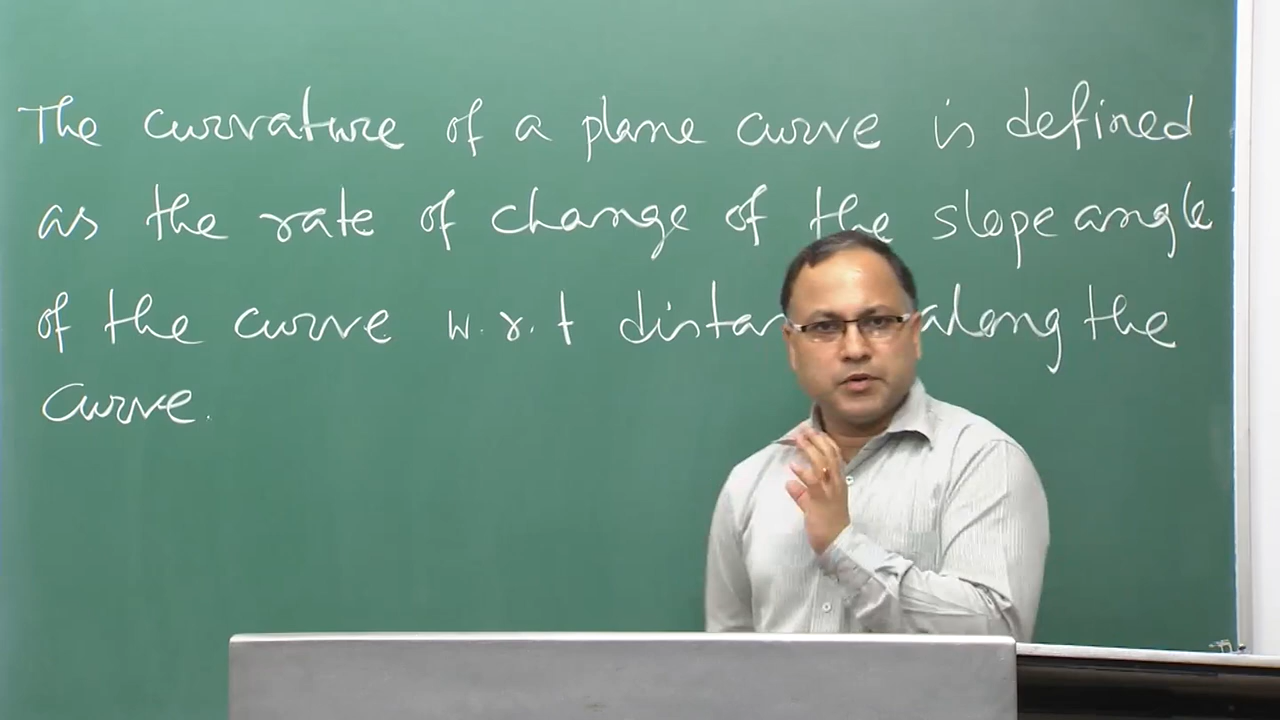 The curvature of a plane curve is defined
as the rate of change of the slope angle
of the curve w.r.t along the
curve.